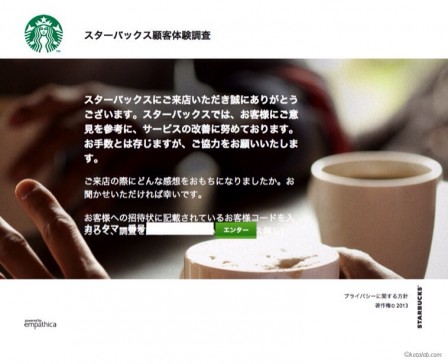 スターバックス顧客体験調査
スターバックスにご来店いただき誠にありがとう
ございます。スターバックスでは、お客様にご意
見を参考に、サービスの改善に努めております。
お手数とは存じますが、ご協力をお願いいたしま
す。
ご来店の際にどんな感想をおもちになりましたか。お
聞かせいただければ幸いです。
お客様への招待状に記載されているお客様コードを入
カスタマー番号
エンター
プライバシーに関する方針
著作権© 2013
STARBUCKS
powered by
empathica
©kotolab.com